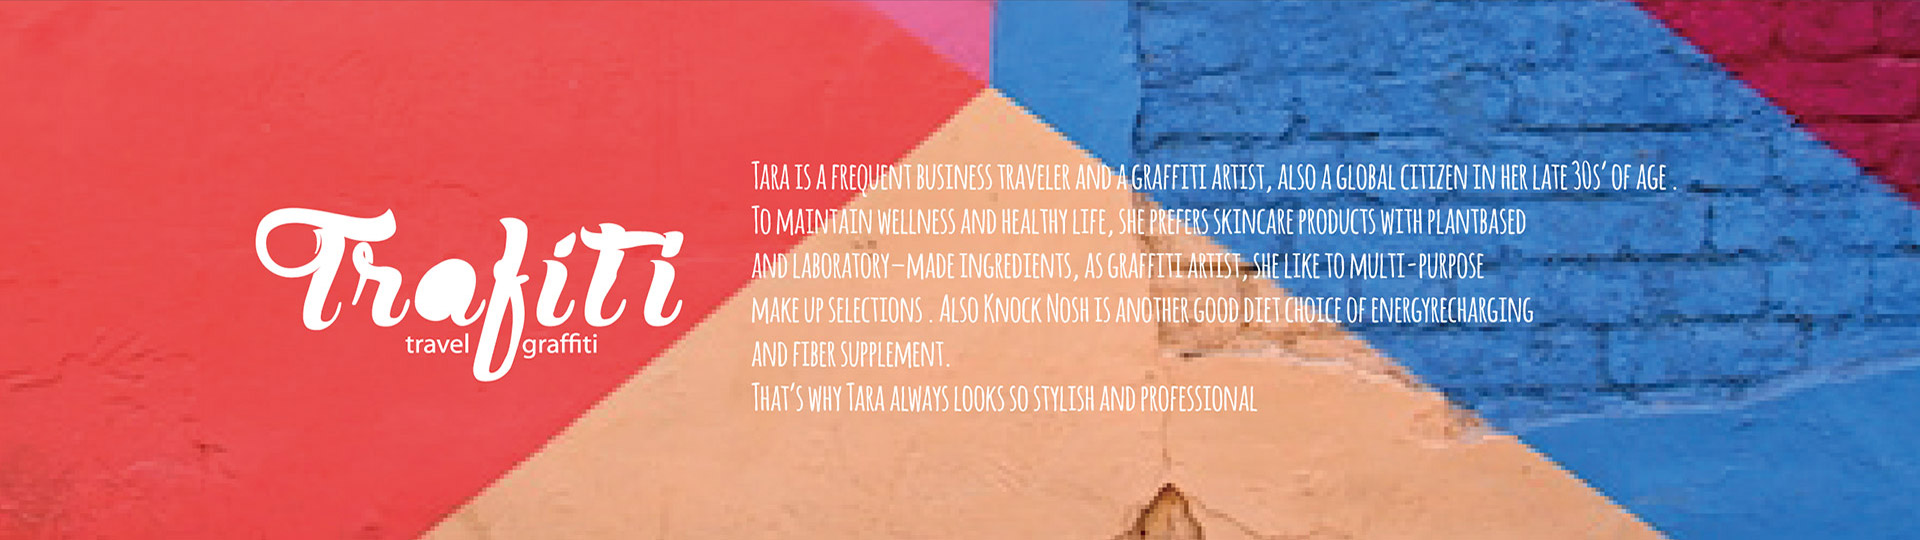 Trafiti
travel graffiti
Tara is a frequent business traveler and a graffiti artist, also a global citizen in her late 30s' of age .
To maintain wellness and healthy life, she prefers skincare products with plantbased
and laboratory–made ingredients, as graffiti artist, she like to multi-purpose
make up selections . Also Knock Nosh is another good diet choice of energyrecharging
and fiber supplement.
That's why Tara always looks so stylish and professional